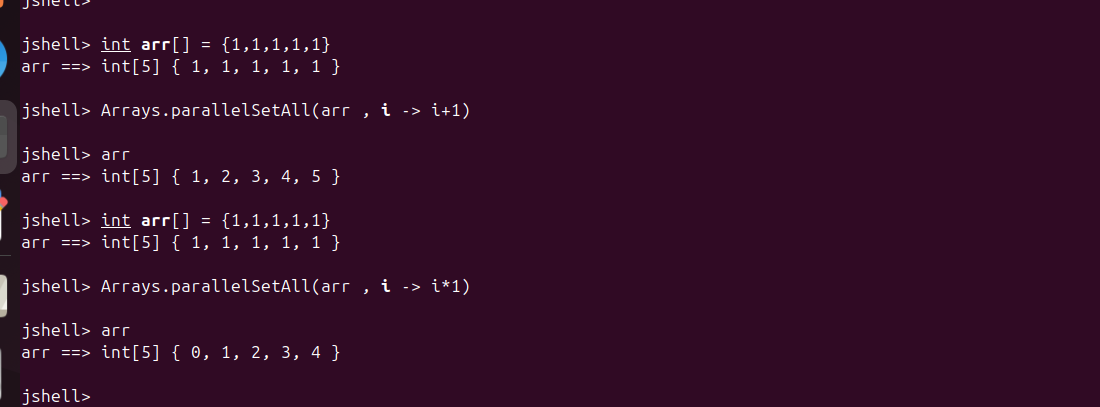 jshell>
jshell> int arr[] = {1,1,1,1,1}
arr ==> int[5] { 1, 1, 1, 1, 1 }
jshell> Arrays.parallelSetAll(arr , i -> i+1)
jshell> arr
arr ==> int[5] { 1, 2, 3, 4, 5 }
jshell> int arr[] = {1,1,1,1,1}
arr ==> int[5] { 1, 1, 1, 1, 1 }
jshell> Arrays.parallelSetAll(arr , i -> i*1)
jshell> arr
arr ==> int[5] { 0, 1, 2, 3, 4 }
jshell>